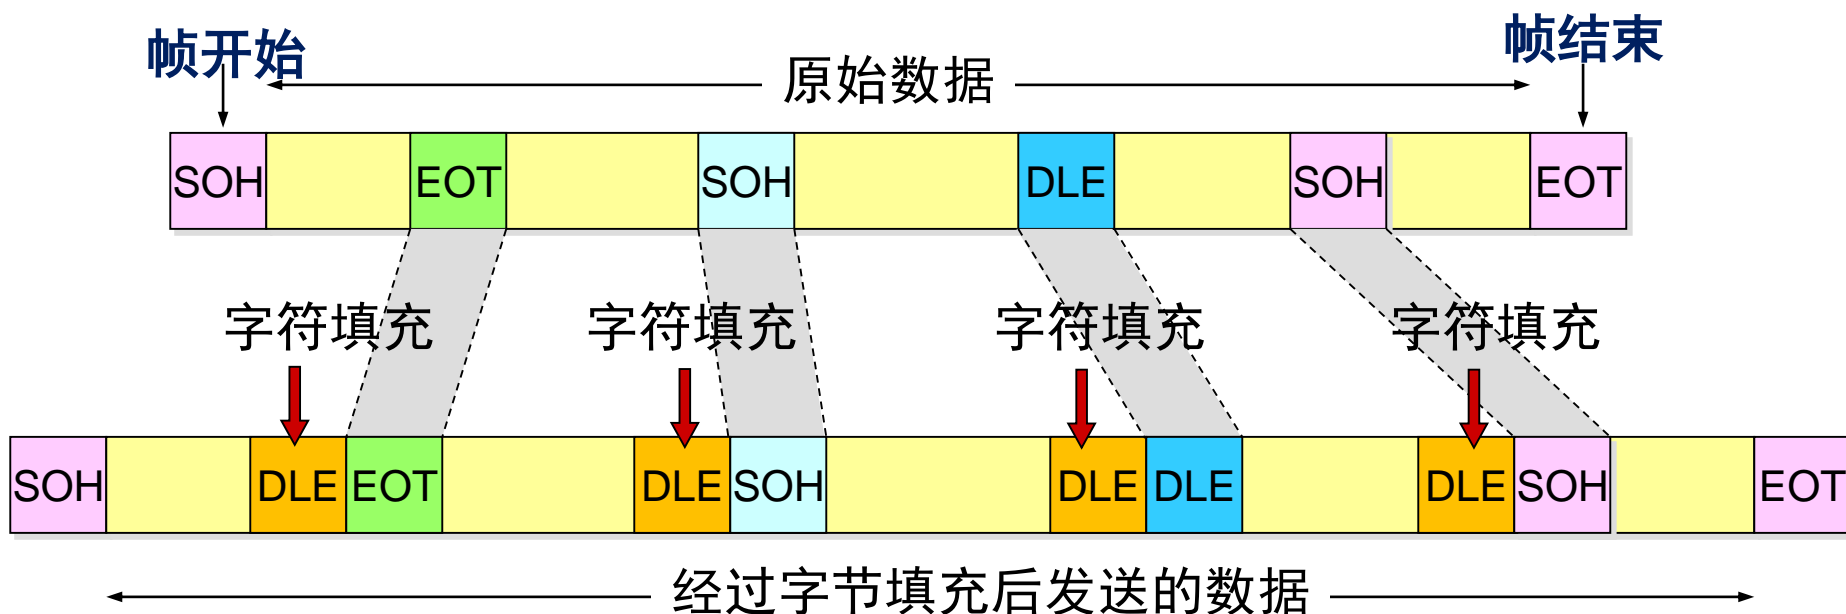 帧开始
原始数据
帧结束
SOH EOT SOH DLE SOH EOT
字符填充 字符填充 字符填充 字符填充
SOH DLE EOT DLE SOH DLE DLE DLE SOH EOT
经过字节填充后发送的数据